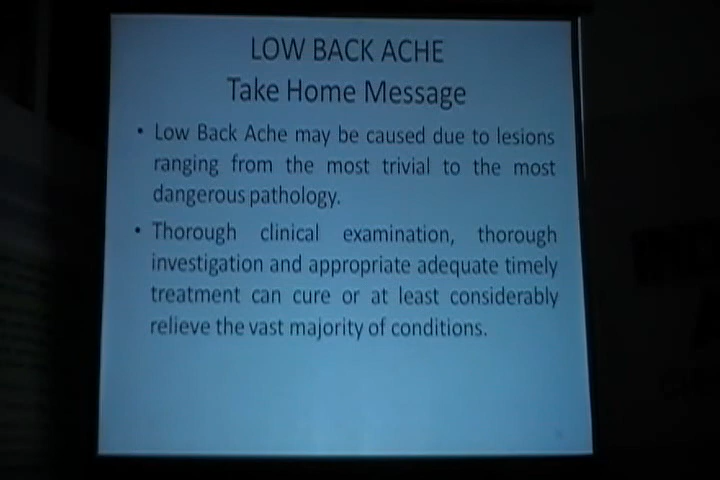 LOW BACK ACHE
Take Home Message
• Low Back Ache may be caused due to lesions
ranging from the most trivial to the most
dangerous pathology.
• Thorough clinical examination, thorough
investigation and appropriate adequate timely
treatment can cure or at least considerably
relieve the vast majority of conditions.